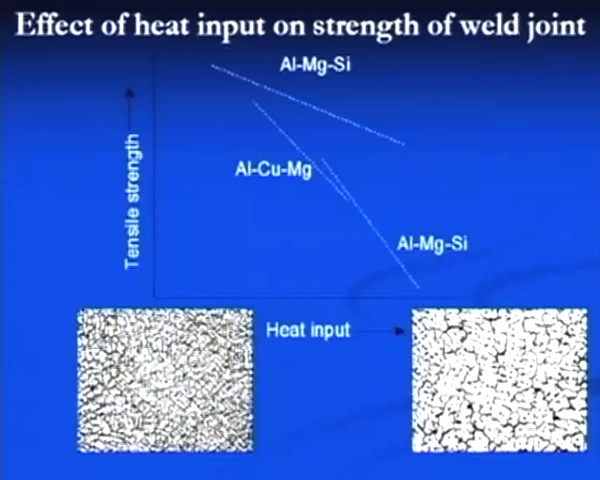 Effect of heat input on strength of weld joint
Al-Mg-Si
Al-Cu-Mg
Tensile strength
Al-Mg-Si
Heat input